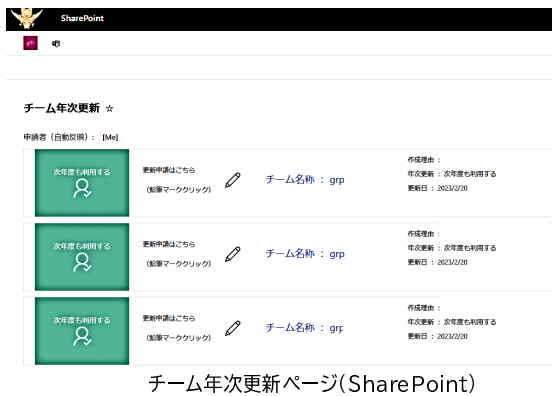 SharePoint
チーム年次更新 ☆
申請者（自動反映）: [Me]
次年度も利用する
更新申請はこちら
（鉛筆マーククリック）
チーム名称 : grp
作成理由 :
年次更新 : 次年度も利用する
更新日 : 2023/2/20
次年度も利用する
更新申請はこちら
（鉛筆マーククリック）
チーム名称 : grp
作成理由 :
年次更新 : 次年度も利用する
更新日 : 2023/2/20
次年度も利用する
更新申請はこちら
（鉛筆マーククリック）
チーム名称 : grp
作成理由 :
年次更新 : 次年度も利用する
更新日 : 2023/2/20
チーム年次更新ページ(SharePoint)